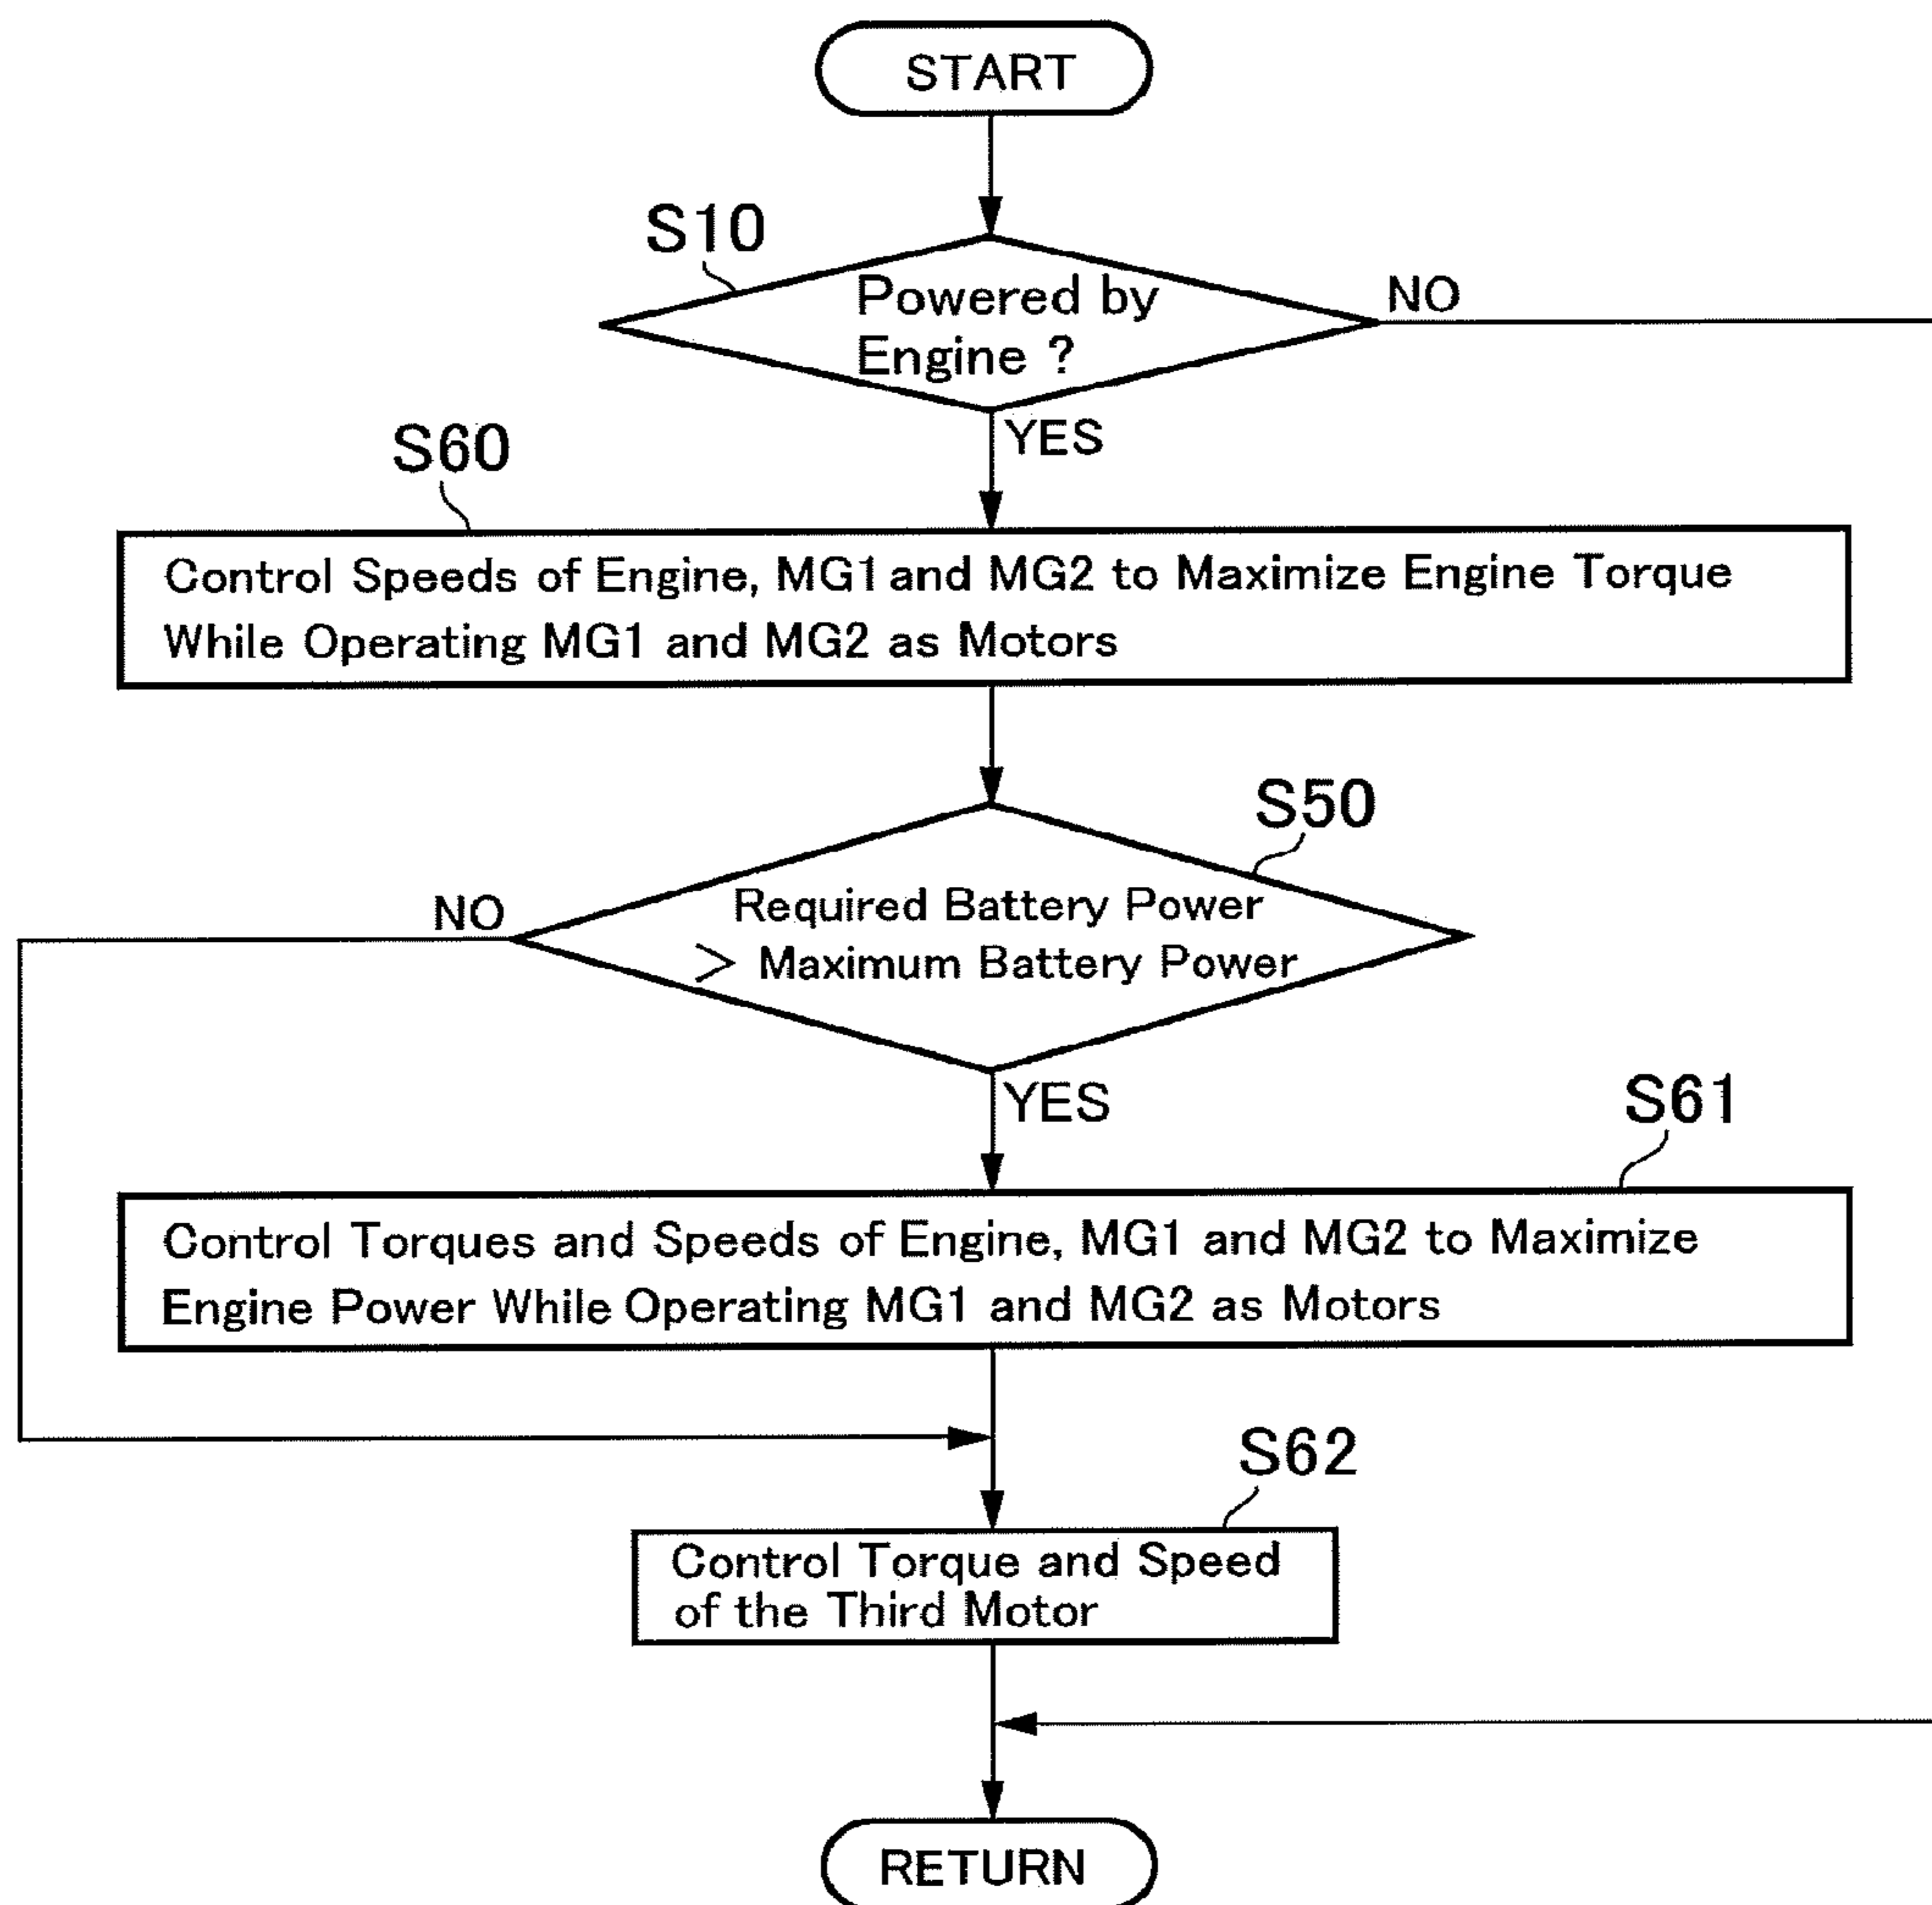 START
S10
Powered by
Engine ?
NO
YES
S60
Control Speeds of Engine, MG1 and MG2 to Maximize Engine Torque
While Operating MG1 and MG2 as Motors
S50
Required Battery Power
> Maximum Battery Power
NO
YES
S61
Control Torques and Speeds of Engine, MG1 and MG2 to Maximize
Engine Power While Operating MG1 and MG2 as Motors
S62
Control Torque and Speed
of the Third Motor
RETURN